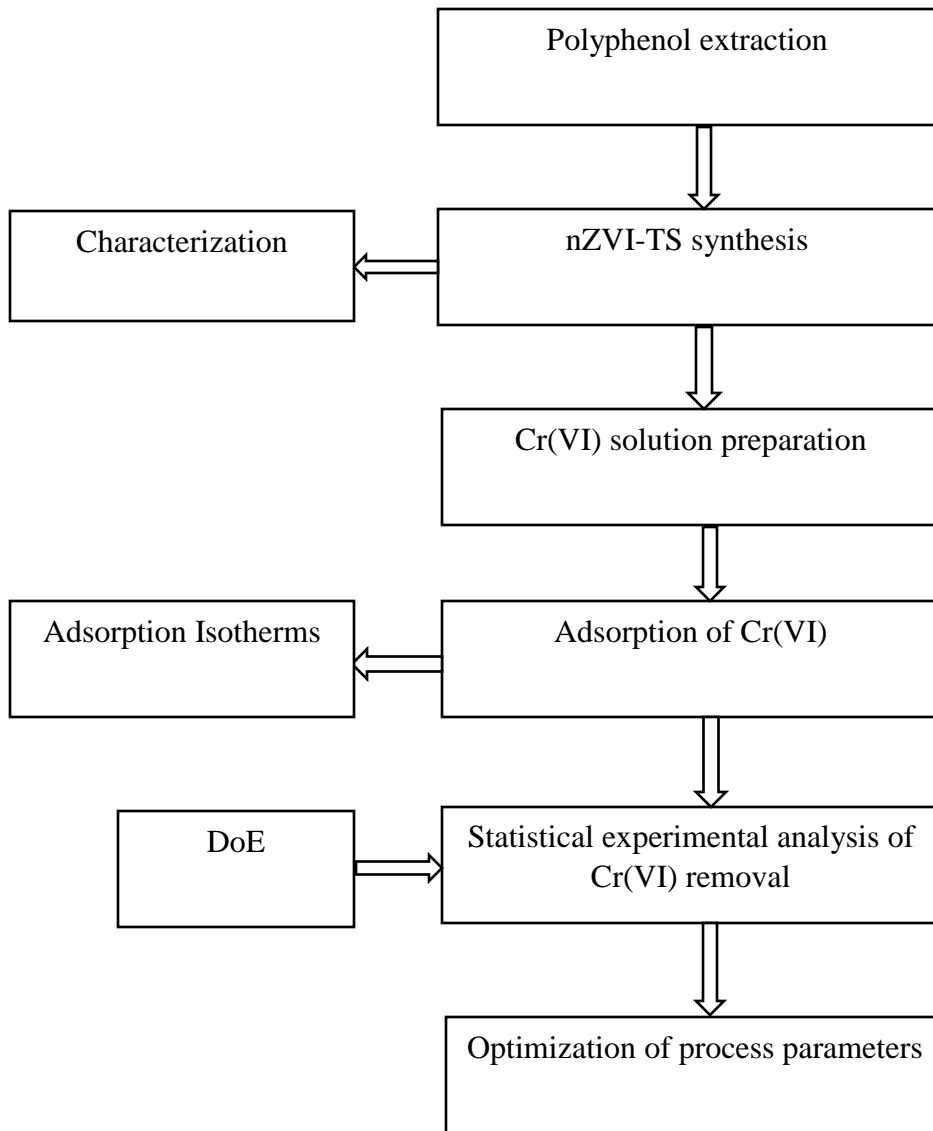 Polyphenol extraction
Characterization
nZVI-TS synthesis
Cr(VI) solution preparation
Adsorption Isotherms
Adsorption of Cr(VI)
DoE
Statistical experimental analysis of
Cr(VI) removal
Optimization of process parameters